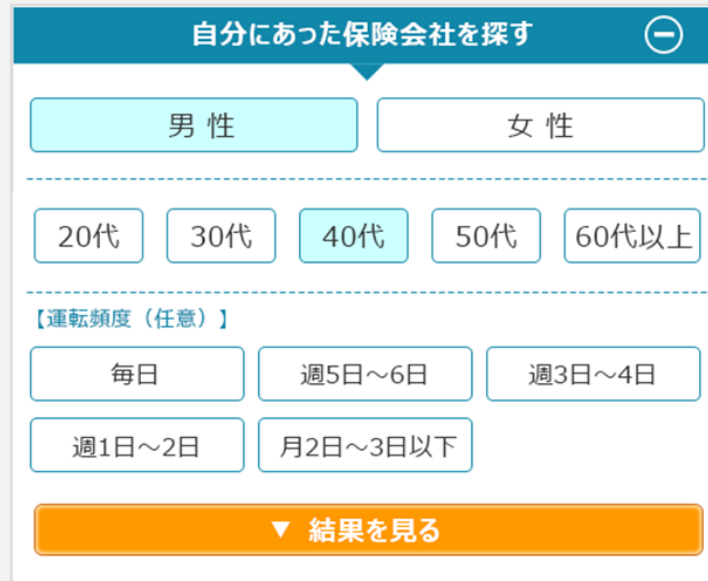 自分にあった保険会社を探す
男性 女性
20代 30代 40代 50代 60代以上
【運転頻度（任意）】
毎日 週5日～6日 週3日～4日
週1日～2日 月2日～3日以下
▼ 結果を見る